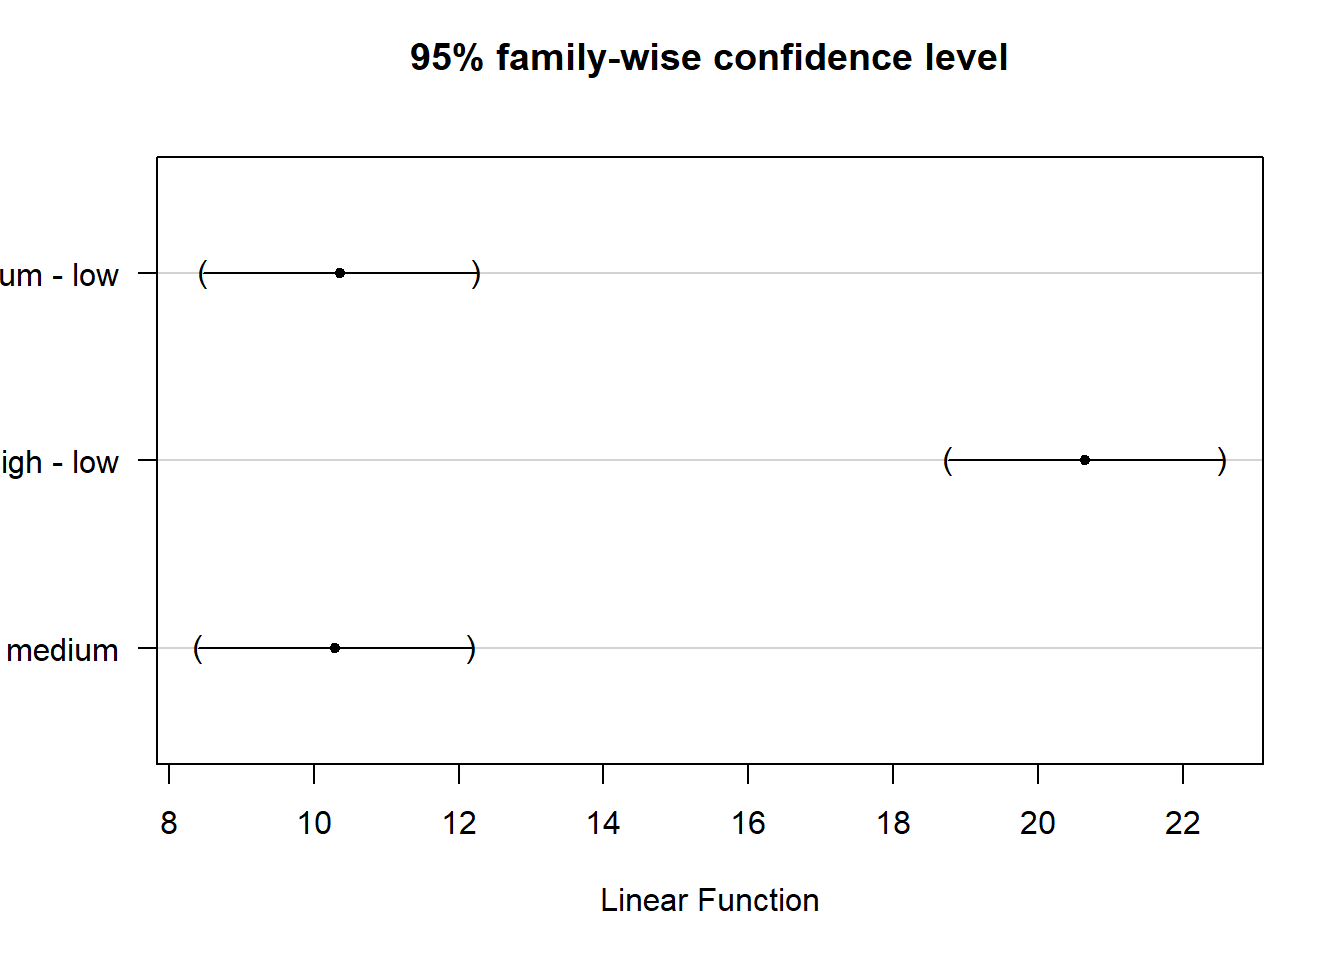 95% family-wise confidence level
um - low
igh - low
medium
8 10 12 14 16 18 20 22
Linear Function